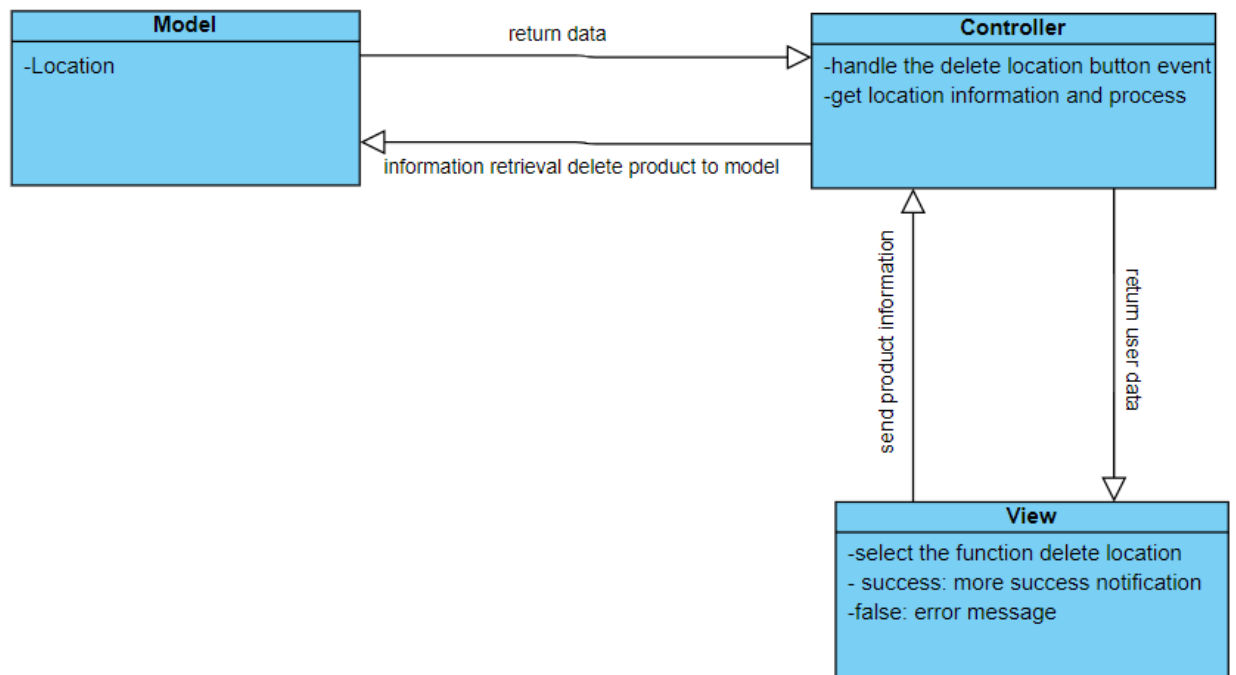 Model
-Location
return data
information retrieval delete product to model
Controller
-handle the delete location button event
-get location information and process
send product information
return user data
View
-select the function delete location
- success: more success notification
-false: error message